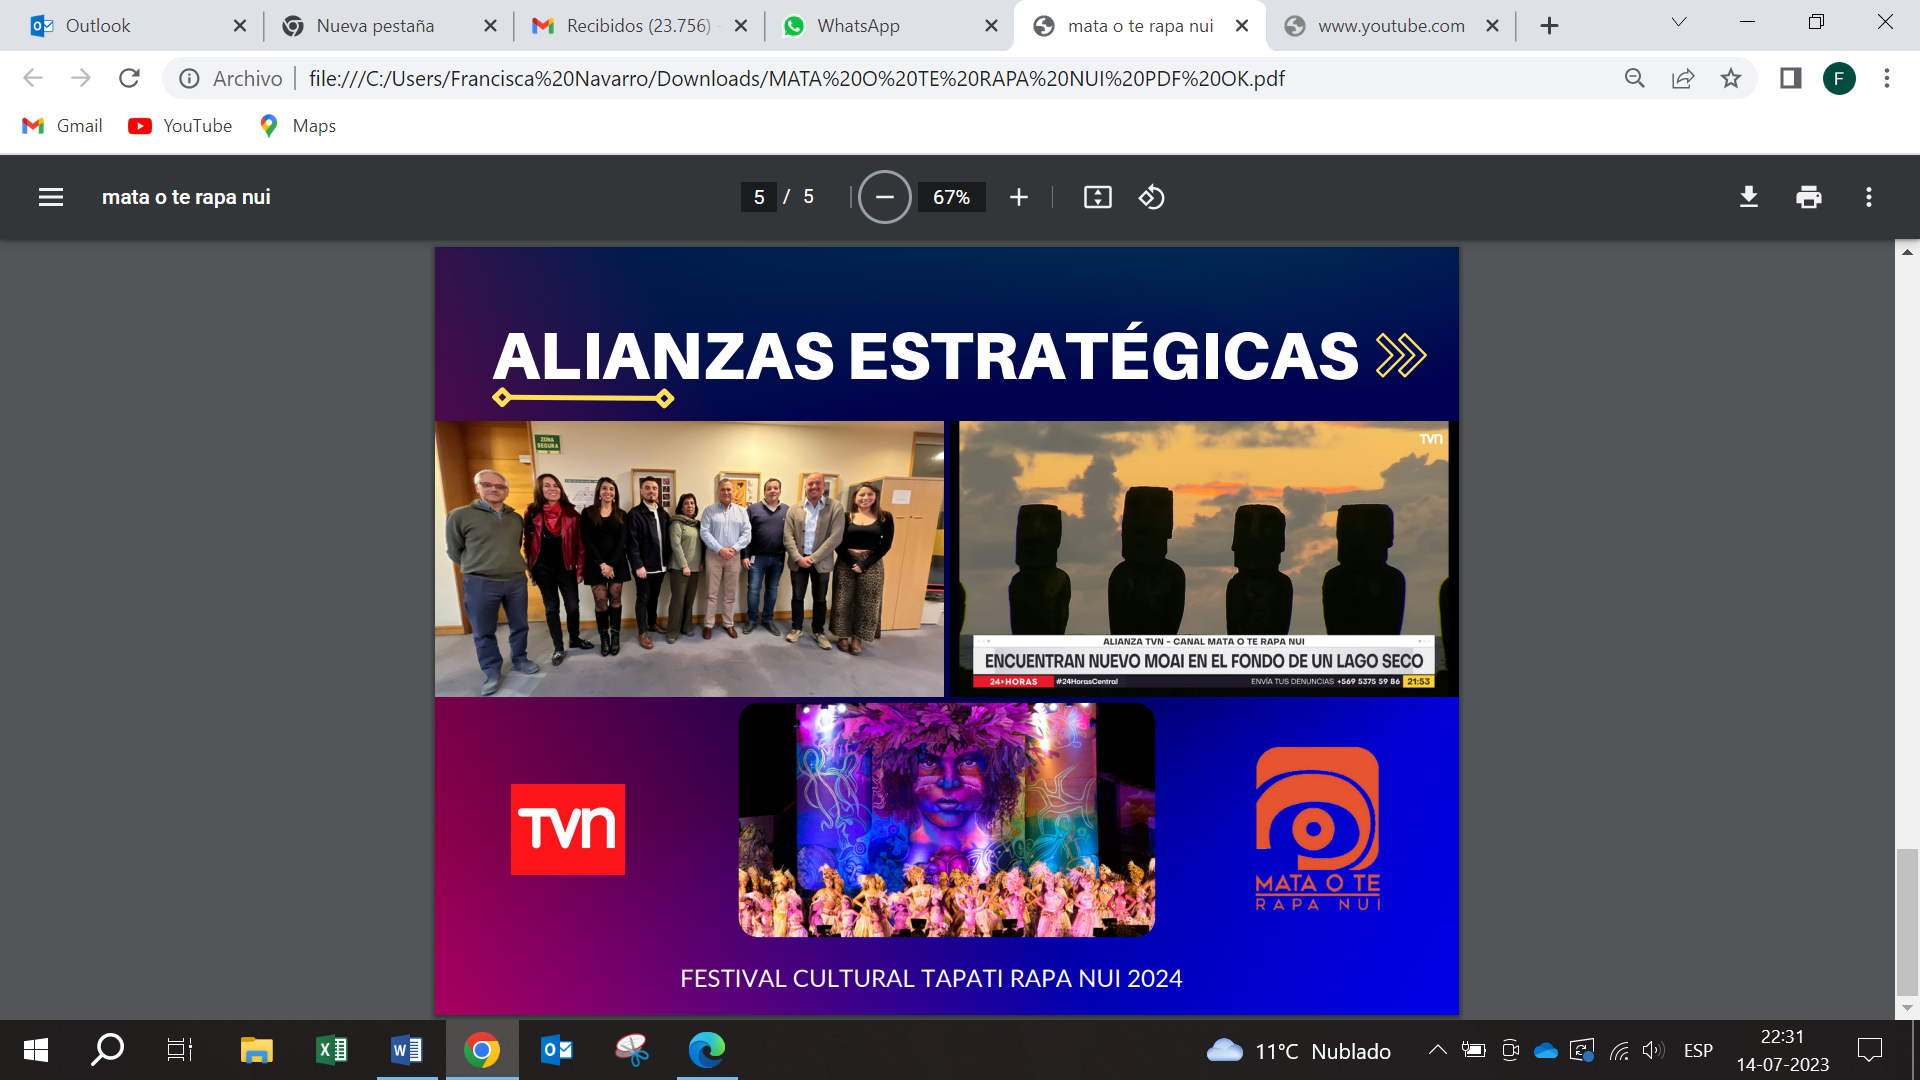 Outlook
Nueva pestaña
Recibidos (23.756)
WhatsApp
mata o te rapa nui
www.youtube.com
Archivo
file:///C:/Users/Francisca%20Navarro/Downloads/MATA%20O%20TE%20RAPA%20NUI%20PDF%20OK.pdf
F
Gmail
YouTube
Maps
mata o te rapa nui
5 / 5
67%
ALIANZAS ESTRATÉGICAS
ZONA
SEGURA
TVN
ALIANZA TVN - CANAL MATA O TE RAPA NUI
ENCUENTRAN NUEVO MOAI EN EL FONDO DE UN LAGO SECO
24 HORAS #24HorasCentral ENVÍA TUS DENUNCIAS +569 5375 59 86 21:53
TVN
MATA O TE
RAPA NUI
FESTIVAL CULTURAL TAPATI RAPA NUI 2024
11°C Nublado
ESP
22:31
14-07-2023